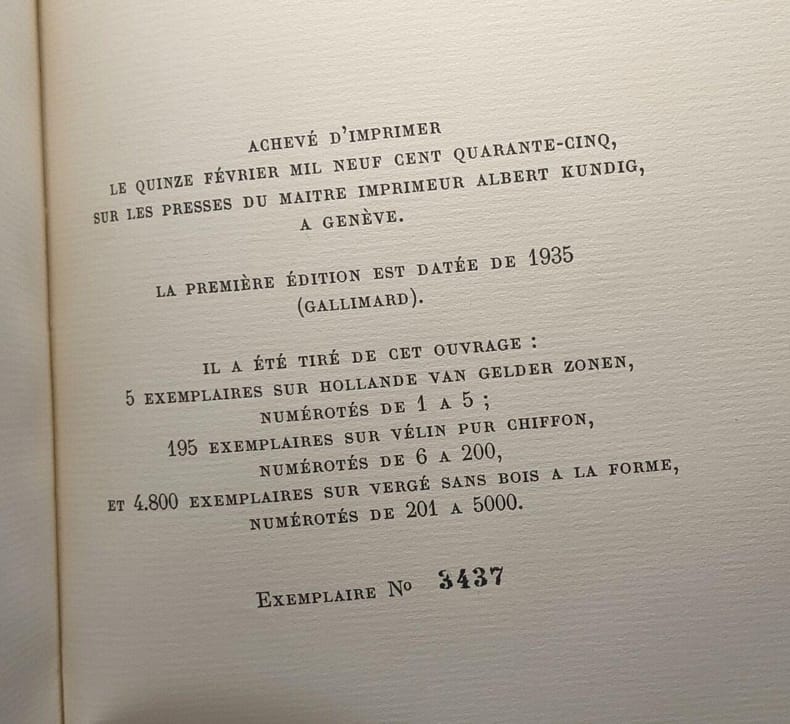 ACHEVÉ D'IMPRIMER
LE QUINZE FÉVRIER MIL NEUF CENT QUARANTE-CINQ,
SUR LES PRESSES DU MAITRE IMPRIMEUR ALBERT KUNDIG,
A GENÈVE.
LA PREMIÈRE ÉDITION EST DATÉE DE 1935
(GALLIMARD).
IL A ÉTÉ TIRÉ DE CET OUVRAGE :
5 EXEMPLAIRES SUR HOLLANDE VAN GELDER ZONEN,
NUMÉROTÉS DE 1 A 5 ;
195 EXEMPLAIRES SUR VÉLIN PUR CHIFFON,
NUMÉROTÉS DE 6 A 200,
ET 4.800 EXEMPLAIRES SUR VERGÉ SANS BOIS A LA FORME,
NUMÉROTÉS DE 201 A 5000.
EXEMPLAIRE Nº 3437